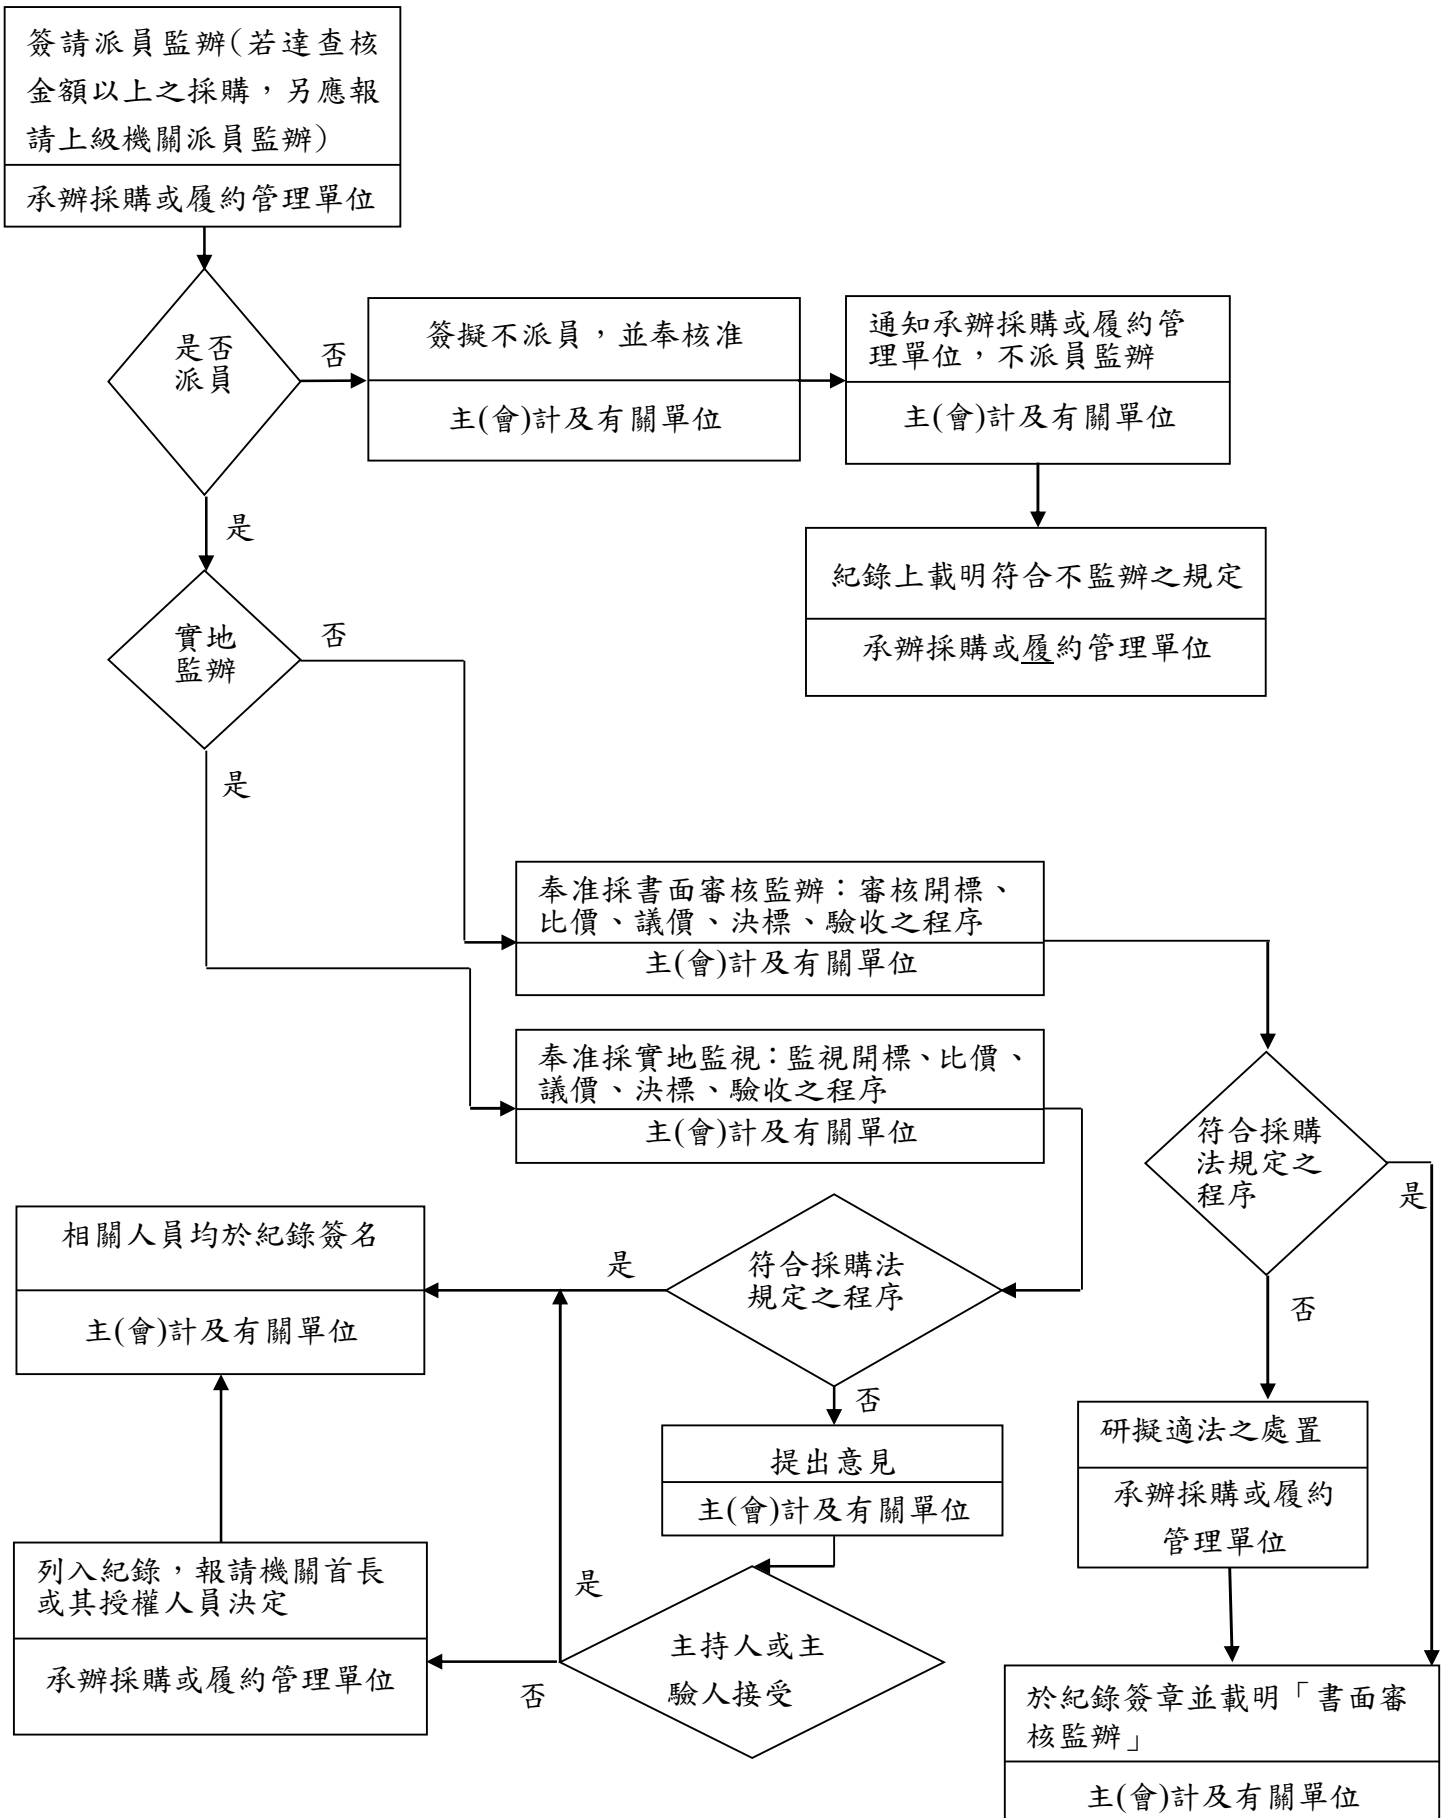 簽請派員監辦(若達查核
金額以上之採購，另應報
請上級機關派員監辦)
承辦採購或履約管理單位
是否
派員
否
簽擬不派員，並奉核准
主(會)計及有關單位
通知承辦採購或履約管
理單位，不派員監辦
主(會)計及有關單位
是
紀錄上載明符合不監辦之規定
承辦採購或履約管理單位
實地
監辦
否
是
奉准採書面審核監辦：審核開標、
比價、議價、決標、驗收之程序
主(會)計及有關單位
奉准採實地監視：監視開標、比價、
議價、決標、驗收之程序
主(會)計及有關單位
符合採購
法規定之
程序
是
否
相關人員均於紀錄簽名
主(會)計及有關單位
是
符合採購法
規定之程序
否
提出意見
主(會)計及有關單位
研擬適法之處置
承辦採購或履約
管理單位
列入紀錄，報請機關首長
或其授權人員決定
承辦採購或履約管理單位
是
否
主持人或主
驗人接受
於紀錄簽章並載明「書面審
核監辦」
主(會)計及有關單位